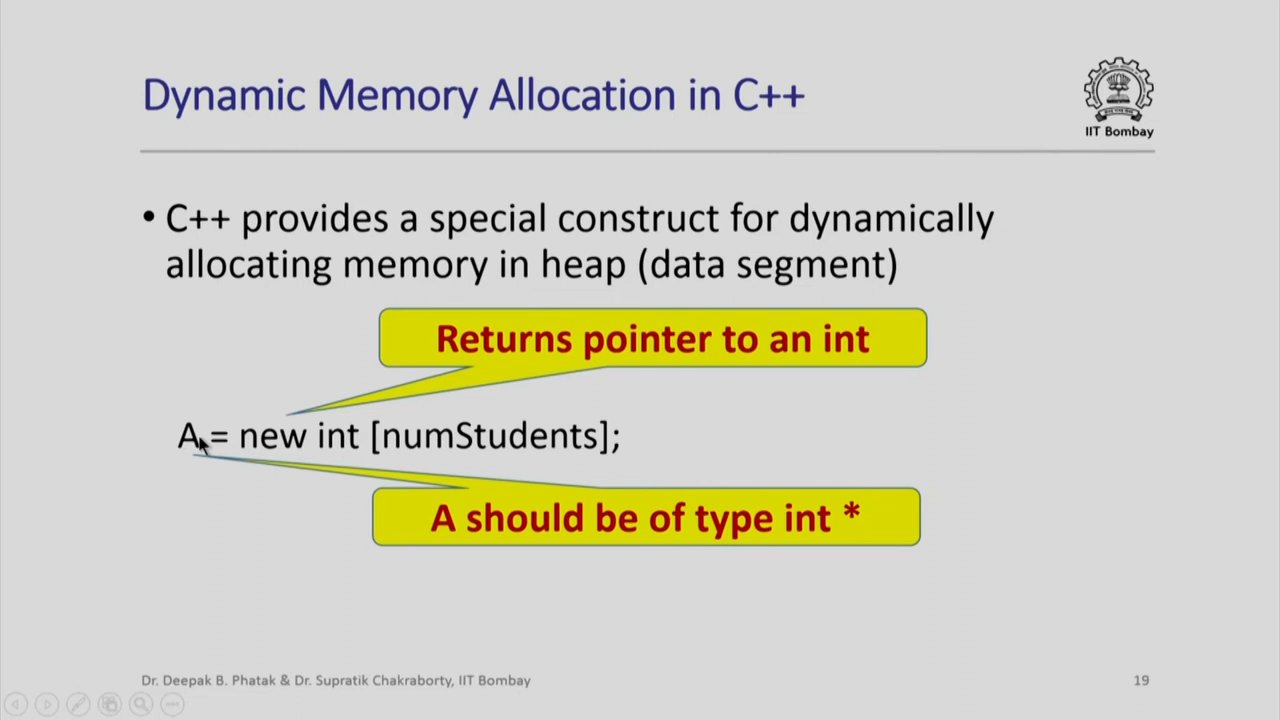 Dynamic Memory Allocation in C++
IIT Bombay
• C++ provides a special construct for dynamically
allocating memory in heap (data segment)
Returns pointer to an int
A = new int [numStudents];
A should be of type int *
Dr. Deepak B. Phatak & Dr. Supratik Chakraborty, IIT Bombay
19